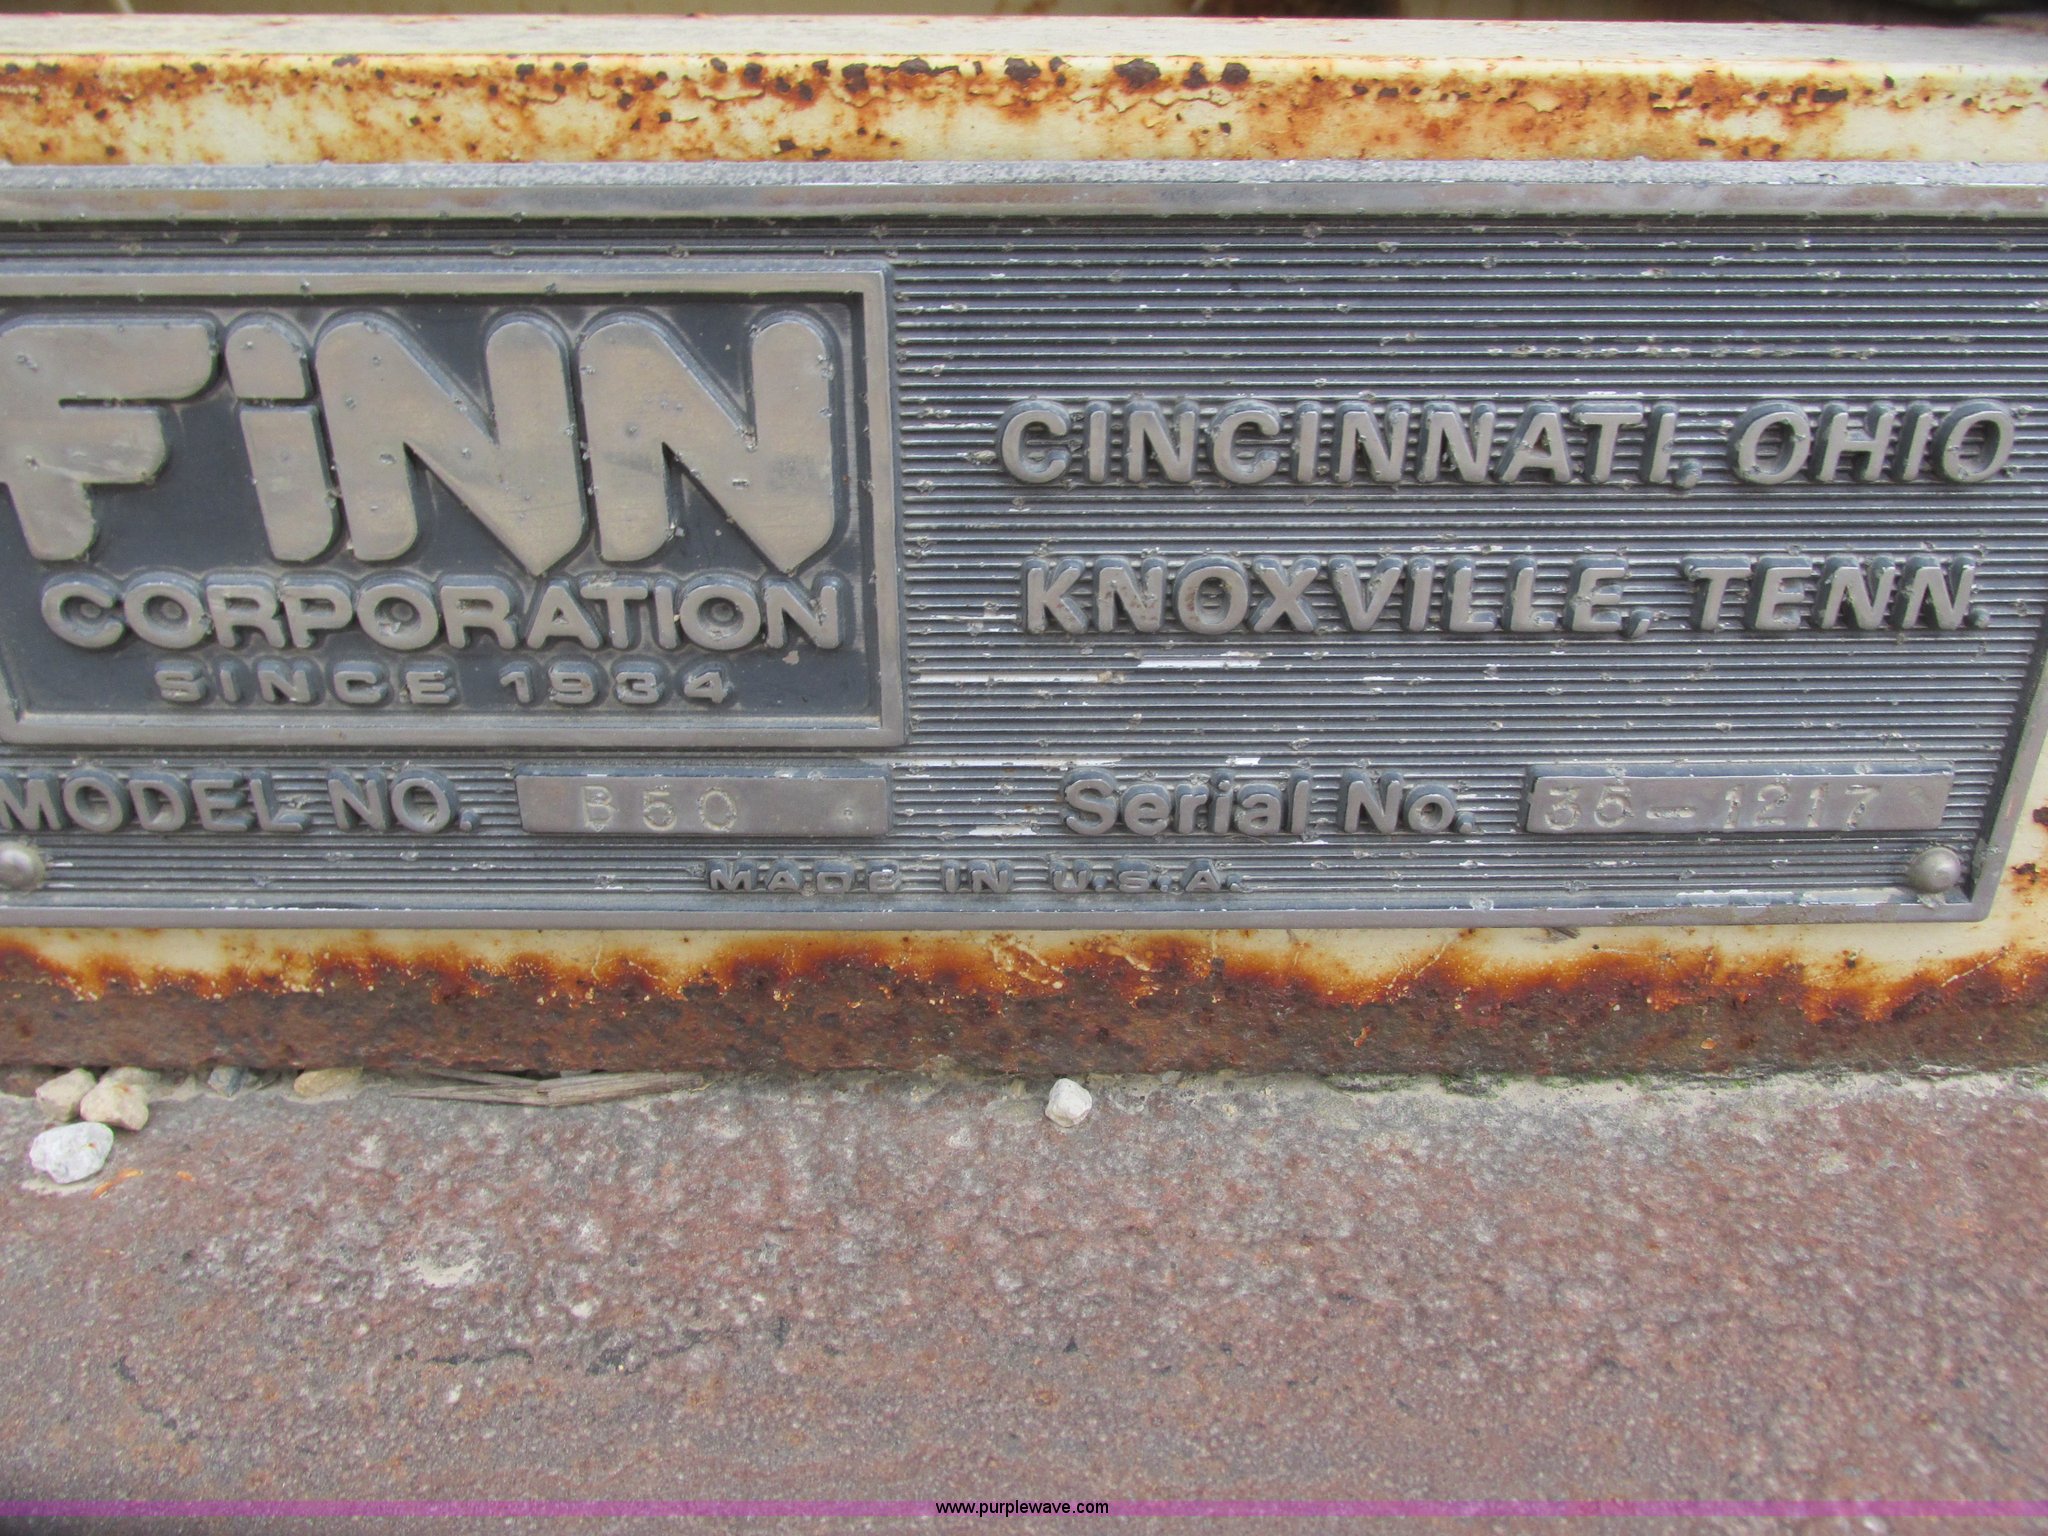 FiNN
CORPORATION
SINCE 1934
CINCINNATI, OHIO
KNOXVILLE, TENN.
MODEL NO. B50
Serial No. 35-1217
MADE IN U.S.A.
www.purplewave.com